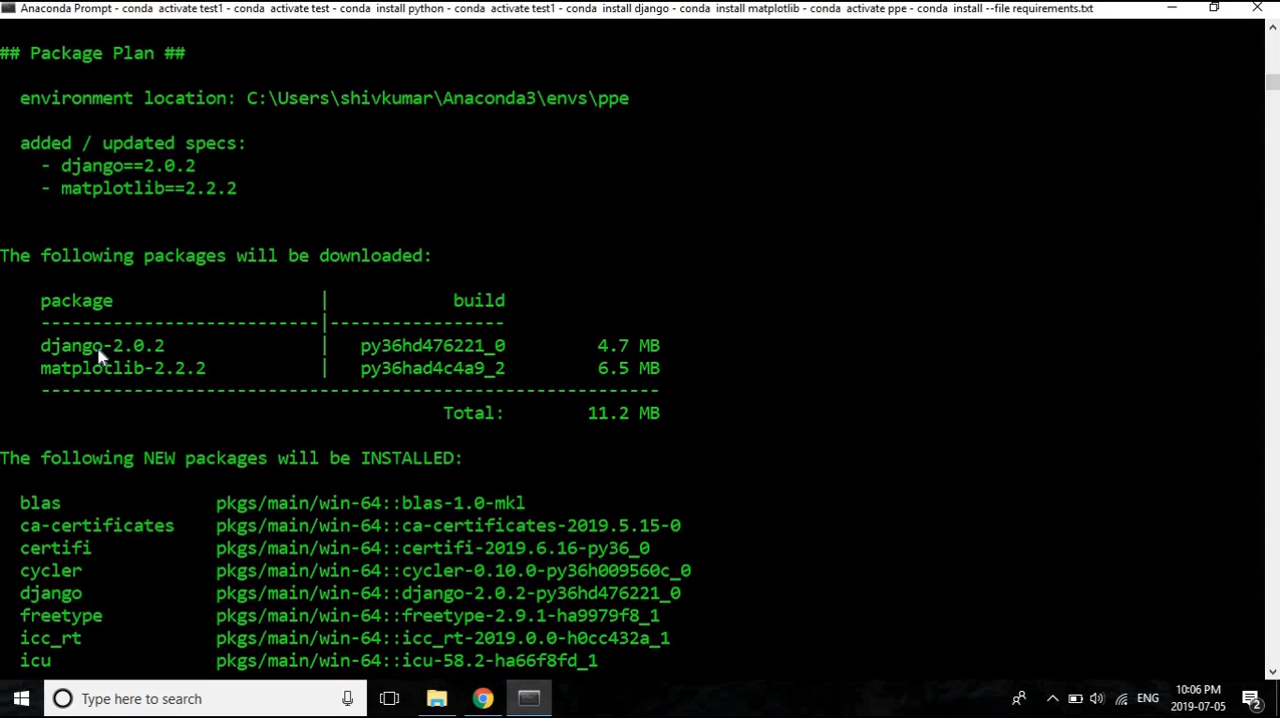 Anaconda Prompt - conda  activate test1 - conda  activate test - conda  install python - conda  activate test1 - conda  install django - conda  install matplotlib - conda  activate ppe - conda  install --file requirements.txt
## Package Plan ##
environment location: C:\Users\shivkumar\Anaconda3\envs\ppe
added / updated specs:
- django==2.0.2
- matplotlib==2.2.2
The following packages will be downloaded:
package | build
---------------------------|-----------------
django-2.0.2 | py36hd476221_0 4.7 MB
matplotlib-2.2.2 | py36had4c4a9_2 6.5 MB
------------------------------------------------------------
Total: 11.2 MB
The following NEW packages will be INSTALLED:
blas pkgs/main/win-64::blas-1.0-mkl
ca-certificates pkgs/main/win-64::ca-certificates-2019.5.15-0
certifi pkgs/main/win-64::certifi-2019.6.16-py36_0
cycler pkgs/main/win-64::cycler-0.10.0-py36h009560c_0
django pkgs/main/win-64::django-2.0.2-py36hd476221_0
freetype pkgs/main/win-64::freetype-2.9.1-ha9979f8_1
icc_rt pkgs/main/win-64::icc_rt-2019.0.0-h0cc432a_1
icu pkgs/main/win-64::icu-58.2-ha66f8fd_1
Type here to search
ENG
10:06 PM
2019-07-05
2